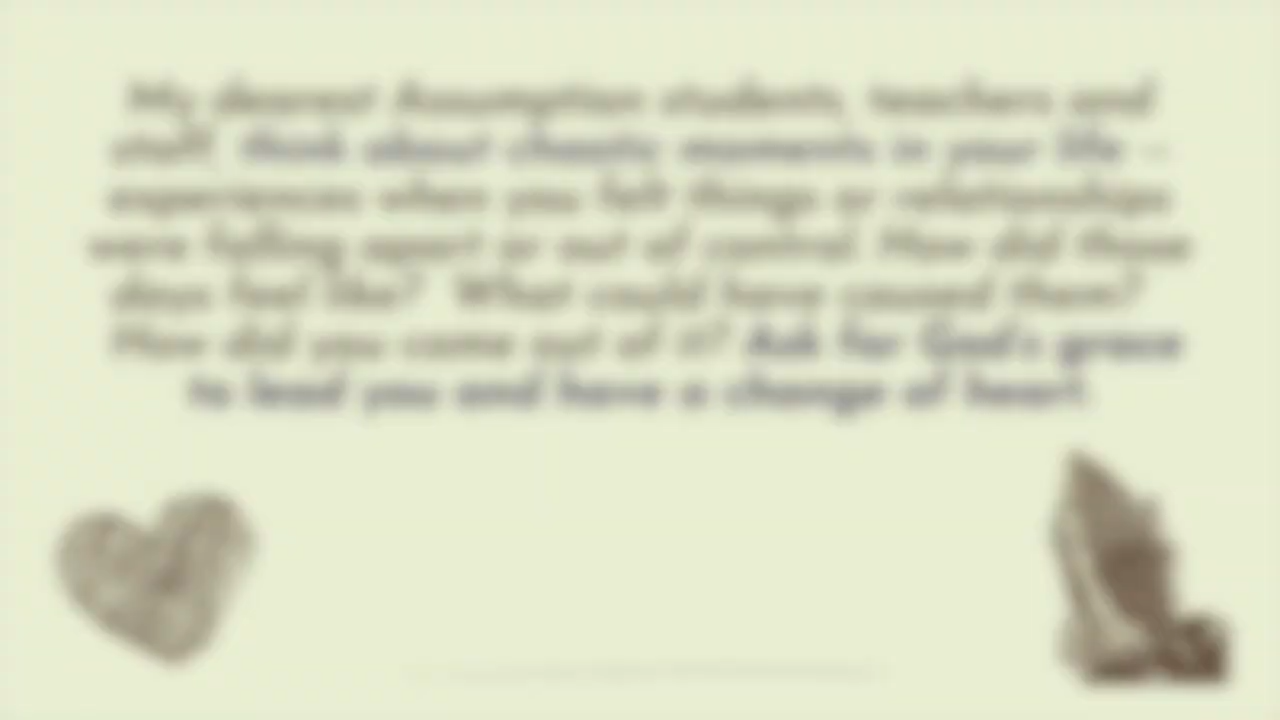 My dearest Assumption students, teachers and
staff, think about chaotic moments in your life –
experiences when you felt things or relationships
were falling apart or out of control. How did those
days feel like? What could have caused them?
How did you come out of it? Ask for God's grace
to lead you and have a change of heart.